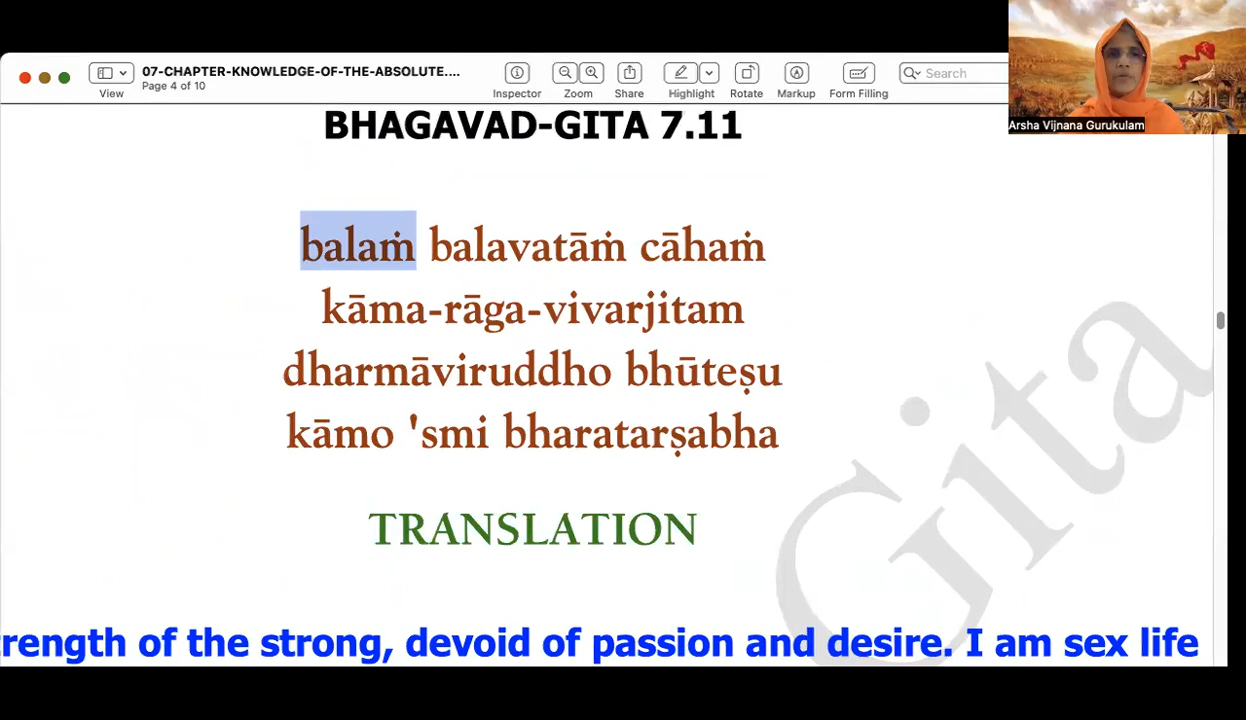 07-CHAPTER-KNOWLEDGE-OF-THE-ABSOLUTE....
Page 4 of 10
View
Inspector
Zoom
Share
Highlight
Rotate
Markup
Form Filling
Search
Arsha Vijnana Gurukulam
BHAGAVAD-GITA 7.11
balaṁ balavatāṁ cāhaṁ
kāma-rāga-vivarjitam
dharmāviruddho bhūteṣu
kāmo 'smi bharatarṣabha
TRANSLATION
rength of the strong, devoid of passion and desire. I am sex life
Gita